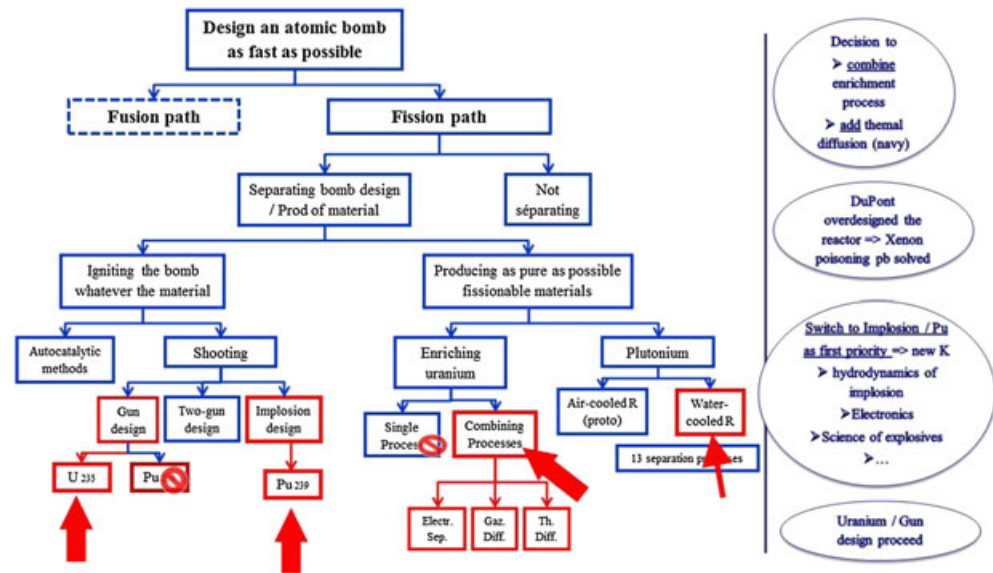 Design an atomic bomb
as fast as possible
Fusion path
Fission path
Separating bomb design
/ Prod of material
Not
séparating
Igniting the bomb
whatever the material
Producing as pure as possible
fissionable materials
Autocatalytic
methods
Shooting
Enriching
uranium
Plutonium
Gun
design
Two-gun
design
Implosion
design
Single
Process
Combining
Processes
Air-cooled R
(proto)
Water-
cooled R
U 235
Pu
Pu 239
13 separation
Electr.
Sep.
Gaz.
Diff.
Th.
Diff.
Decision to
➤ combine
enrichment
process
➤ add themal
diffusion (navy)
DuPont
overdesigned the
reactor => Xenon
poisoning pb solved
Switch to Implosion / Pu
as first priority => new K
➤ hydrodynamics of
implosion
➤Electronics
➤Science of explosives
➤...
Uranium / Gun
design proceed